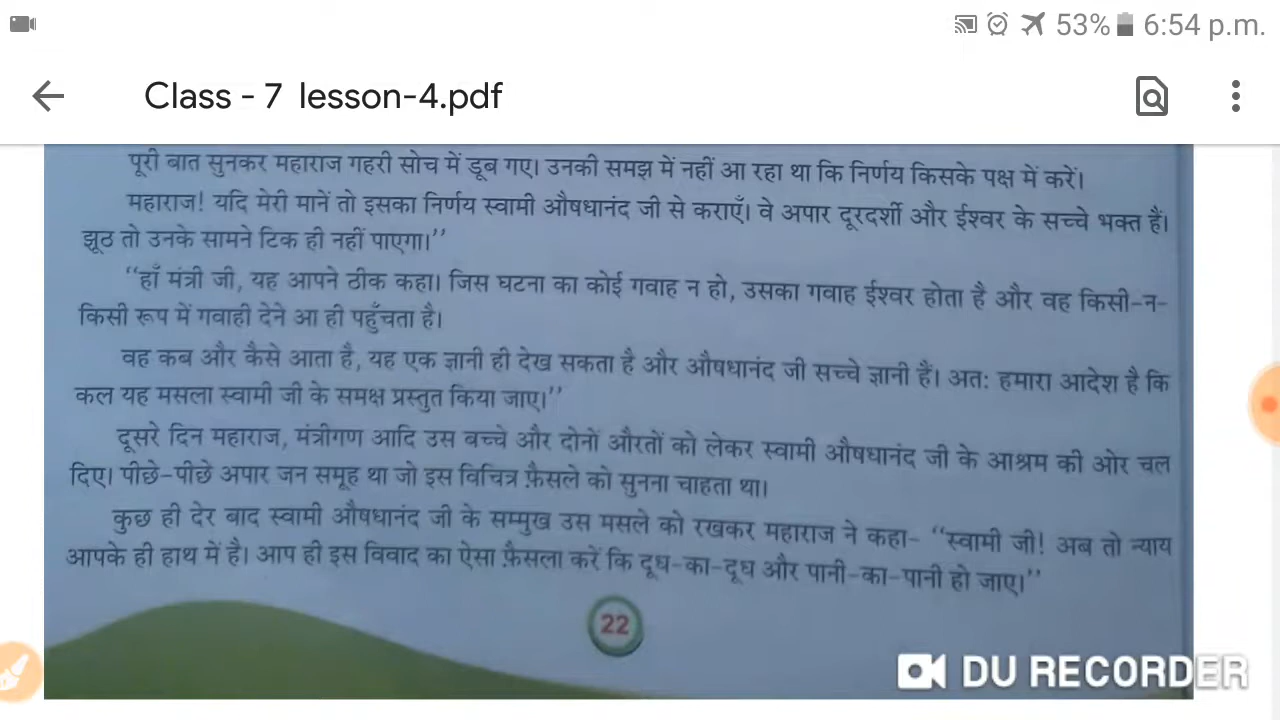 53% 6:54 p.m.
Class - 7 lesson-4.pdf
पूरी बात सुनकर महाराज गहरी सोच में डूब गए। उनकी समझ में नहीं आ रहा था कि निर्णय किसके पक्ष में करें।
महाराज! यदि मेरी मानें तो इसका निर्णय स्वामी औषधानंद जी से कराएँ। वे अपार दूरदर्शी और ईश्वर के सच्चे भक्त हैं।
झूठ तो उनके सामने टिक ही नहीं पाएगा।’’
‘‘हाँ मंत्री जी, यह आपने ठीक कहा। जिस घटना का कोई गवाह न हो, उसका गवाह ईश्वर होता है और वह किसी-न-
किसी रूप में गवाही देने आ ही पहुँचता है।
वह कब और कैसे आता है, यह एक ज्ञानी ही देख सकता है और औषधानंद जी सच्चे ज्ञानी हैं। अत: हमारा आदेश है कि
कल यह मसला स्वामी जी के समक्ष प्रस्तुत किया जाए।’’
दूसरे दिन महाराज, मंत्रीगण आदि उस बच्चे और दोनों औरतों को लेकर स्वामी औषधानंद जी के आश्रम की ओर चल
दिए। पीछे-पीछे अपार जन समूह था जो इस विचित्र फ़ैसले को सुनना चाहता था।
कुछ ही देर बाद स्वामी औषधानंद जी के सम्मुख उस मसले को रखकर महाराज ने कहा- ‘‘स्वामी जी! अब तो न्याय
आपके ही हाथ में है। आप ही इस विवाद का ऐसा फ़ैसला करें कि दूध-का-दूध और पानी-का-पानी हो जाए।’’
22
DU RECORDER